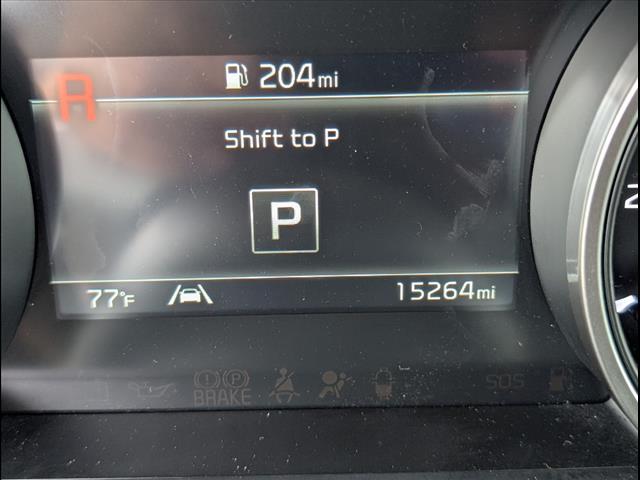 204mi
R
Shift to P
P
77°F 15264mi
BRAKE SOS